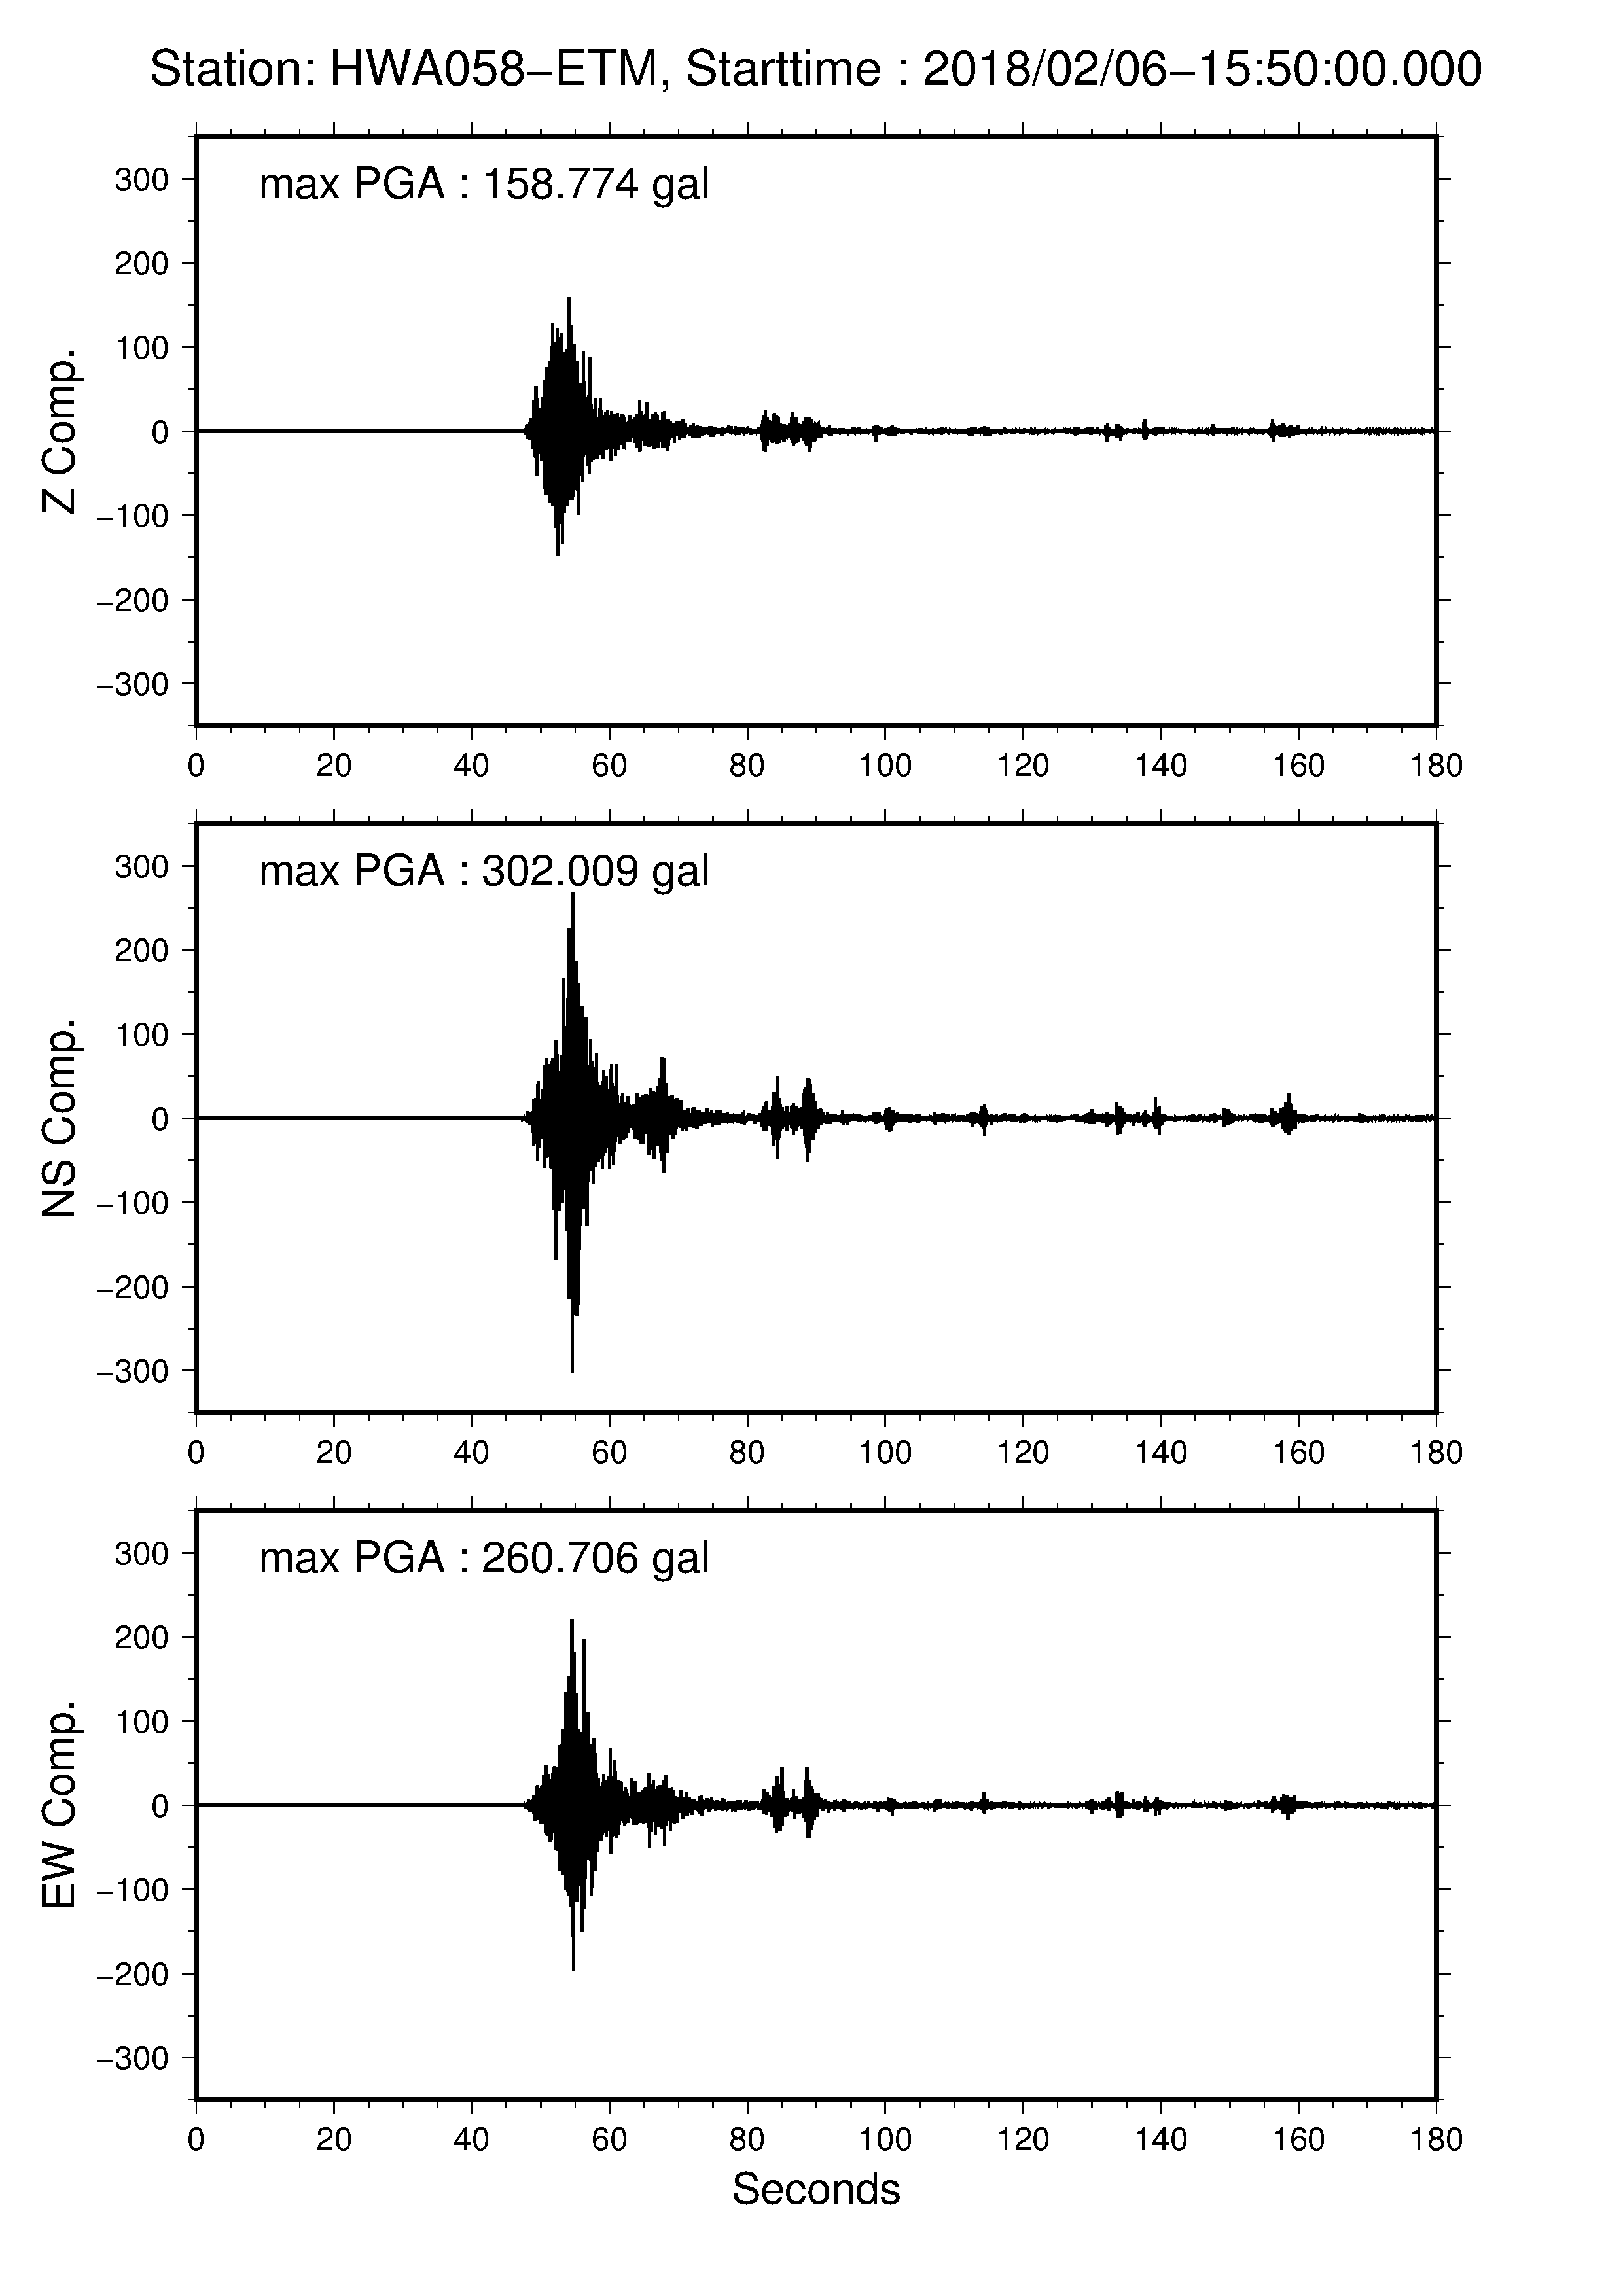 Station: HWA058−ETM, Starttime : 2018/02/06−15:50:00.000
max PGA : 158.774 gal
Z Comp.
300
200
100
0
−100
−200
−300
0 20 40 60 80 100 120 140 160 180
max PGA : 302.009 gal
NS Comp.
300
200
100
0
−100
−200
−300
0 20 40 60 80 100 120 140 160 180
max PGA : 260.706 gal
EW Comp.
300
200
100
0
−100
−200
−300
0 20 40 60 80 100 120 140 160 180
Seconds